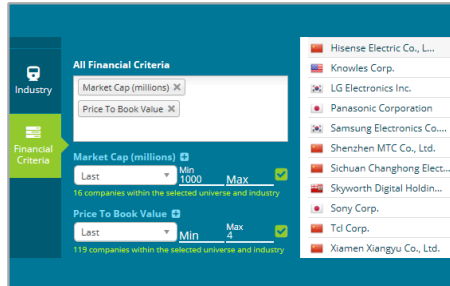 Industry
Financial
Criteria
All Financial Criteria
Market Cap (millions) ✕
Price To Book Value ✕
Market Cap (millions)
Last
Min
1000
Max
16 companies within the selected universe and industry
Price To Book Value
Last
Min
Max
4
119 companies within the selected universe and industry
Hisense Electric Co., L...
Knowles Corp.
LG Electronics Inc.
Panasonic Corporation
Samsung Electronics Co....
Shenzhen MTC Co., Ltd.
Sichuan Changhong Elect...
Skyworth Digital Holdin...
Sony Corp.
Tcl Corp.
Xiamen Xiangyu Co., Ltd.